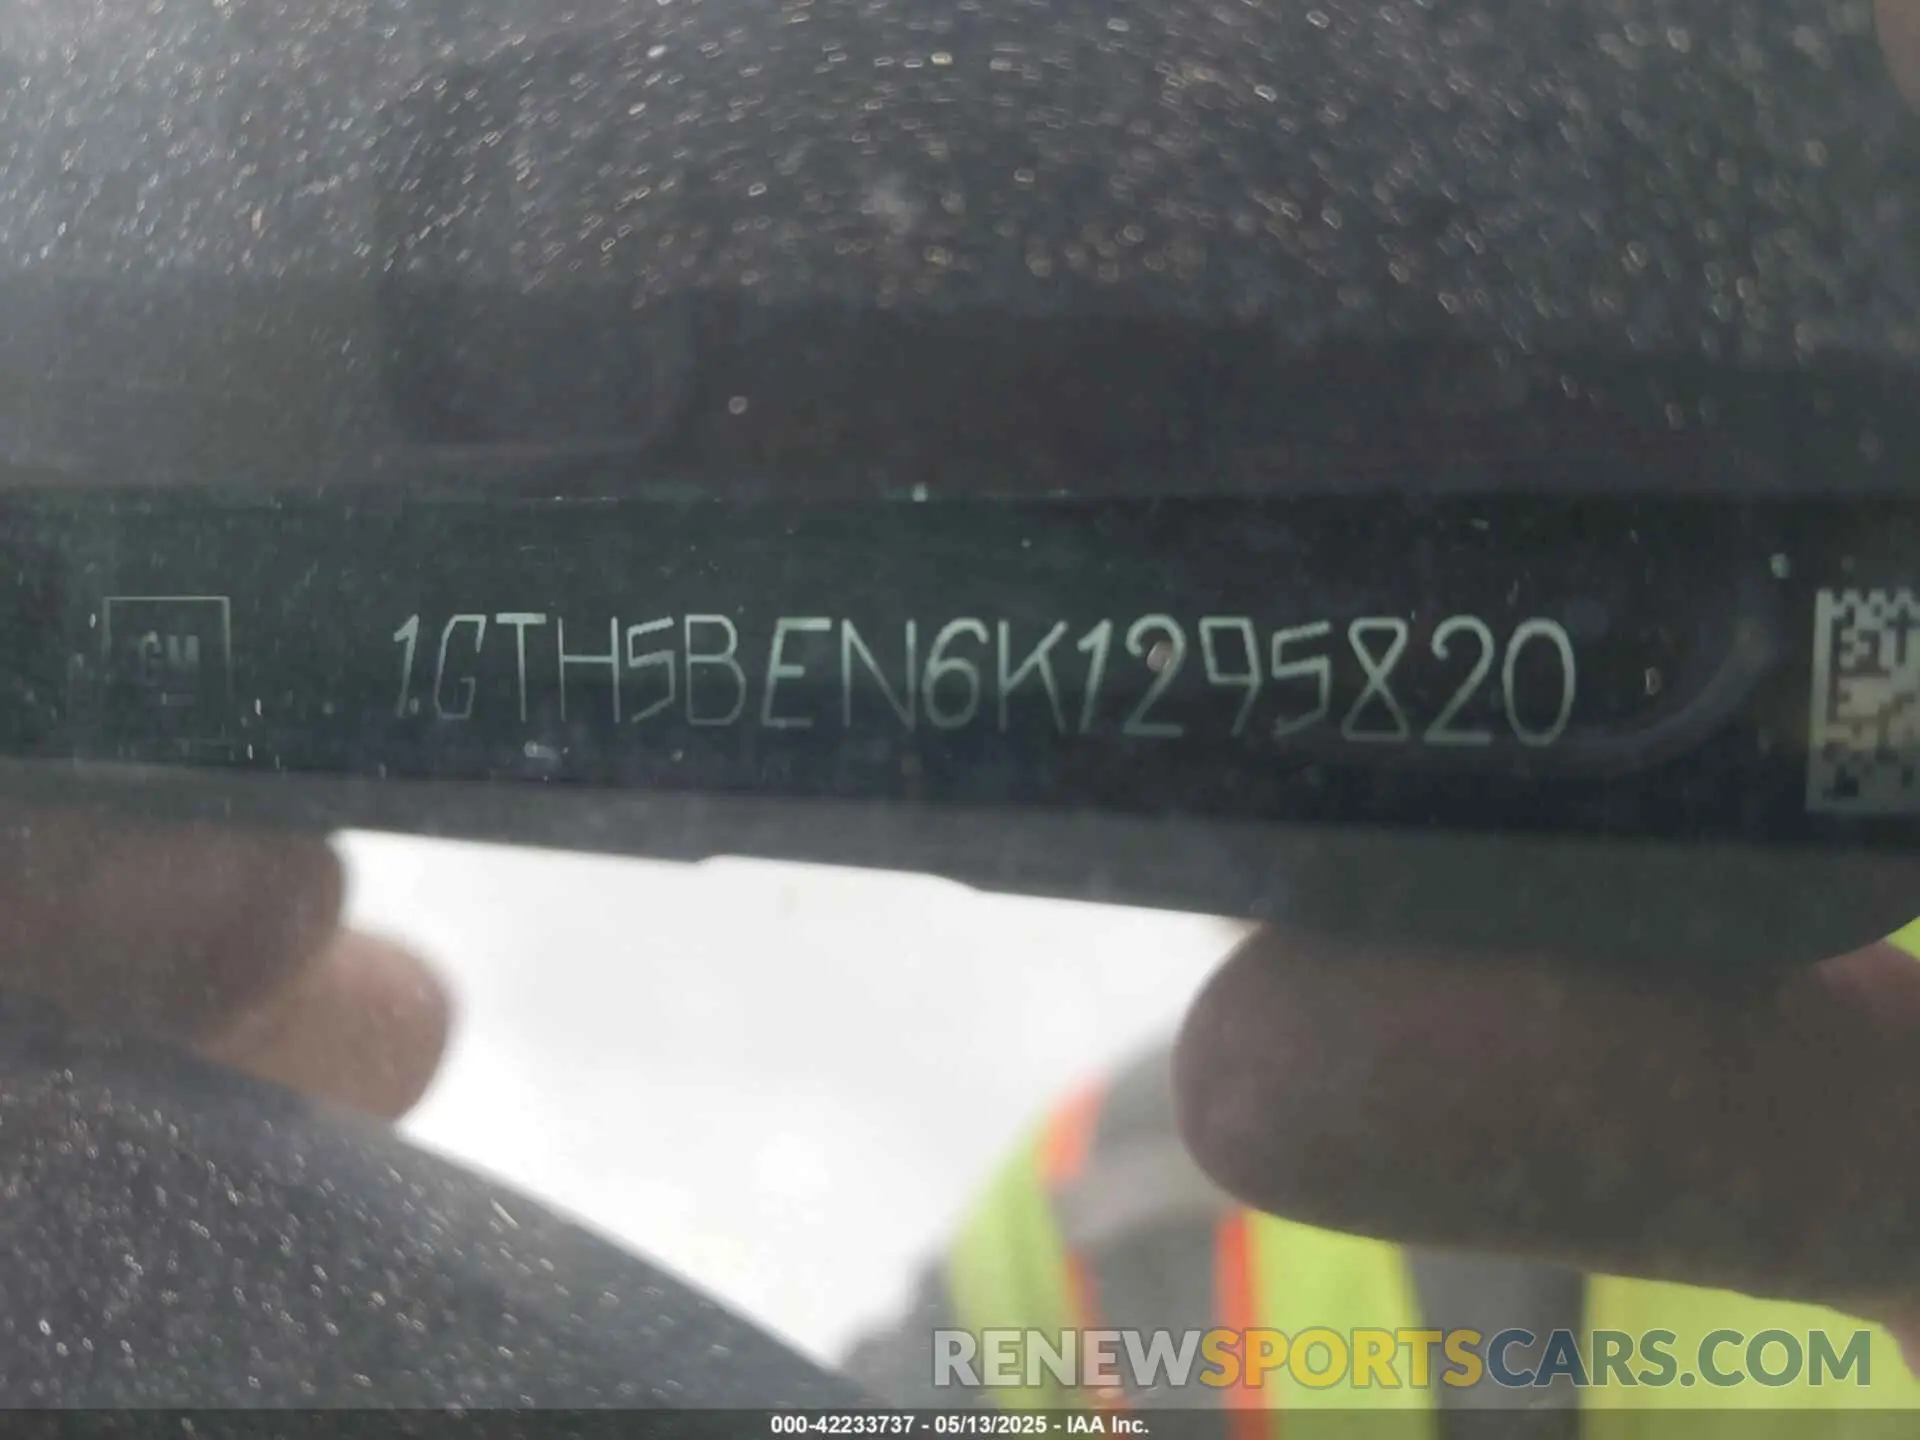 GM
1GTH5BEN6K1295820
RENEWSPORTSCARS.COM
000-42233737 - 05/13/2025 - IAA Inc.